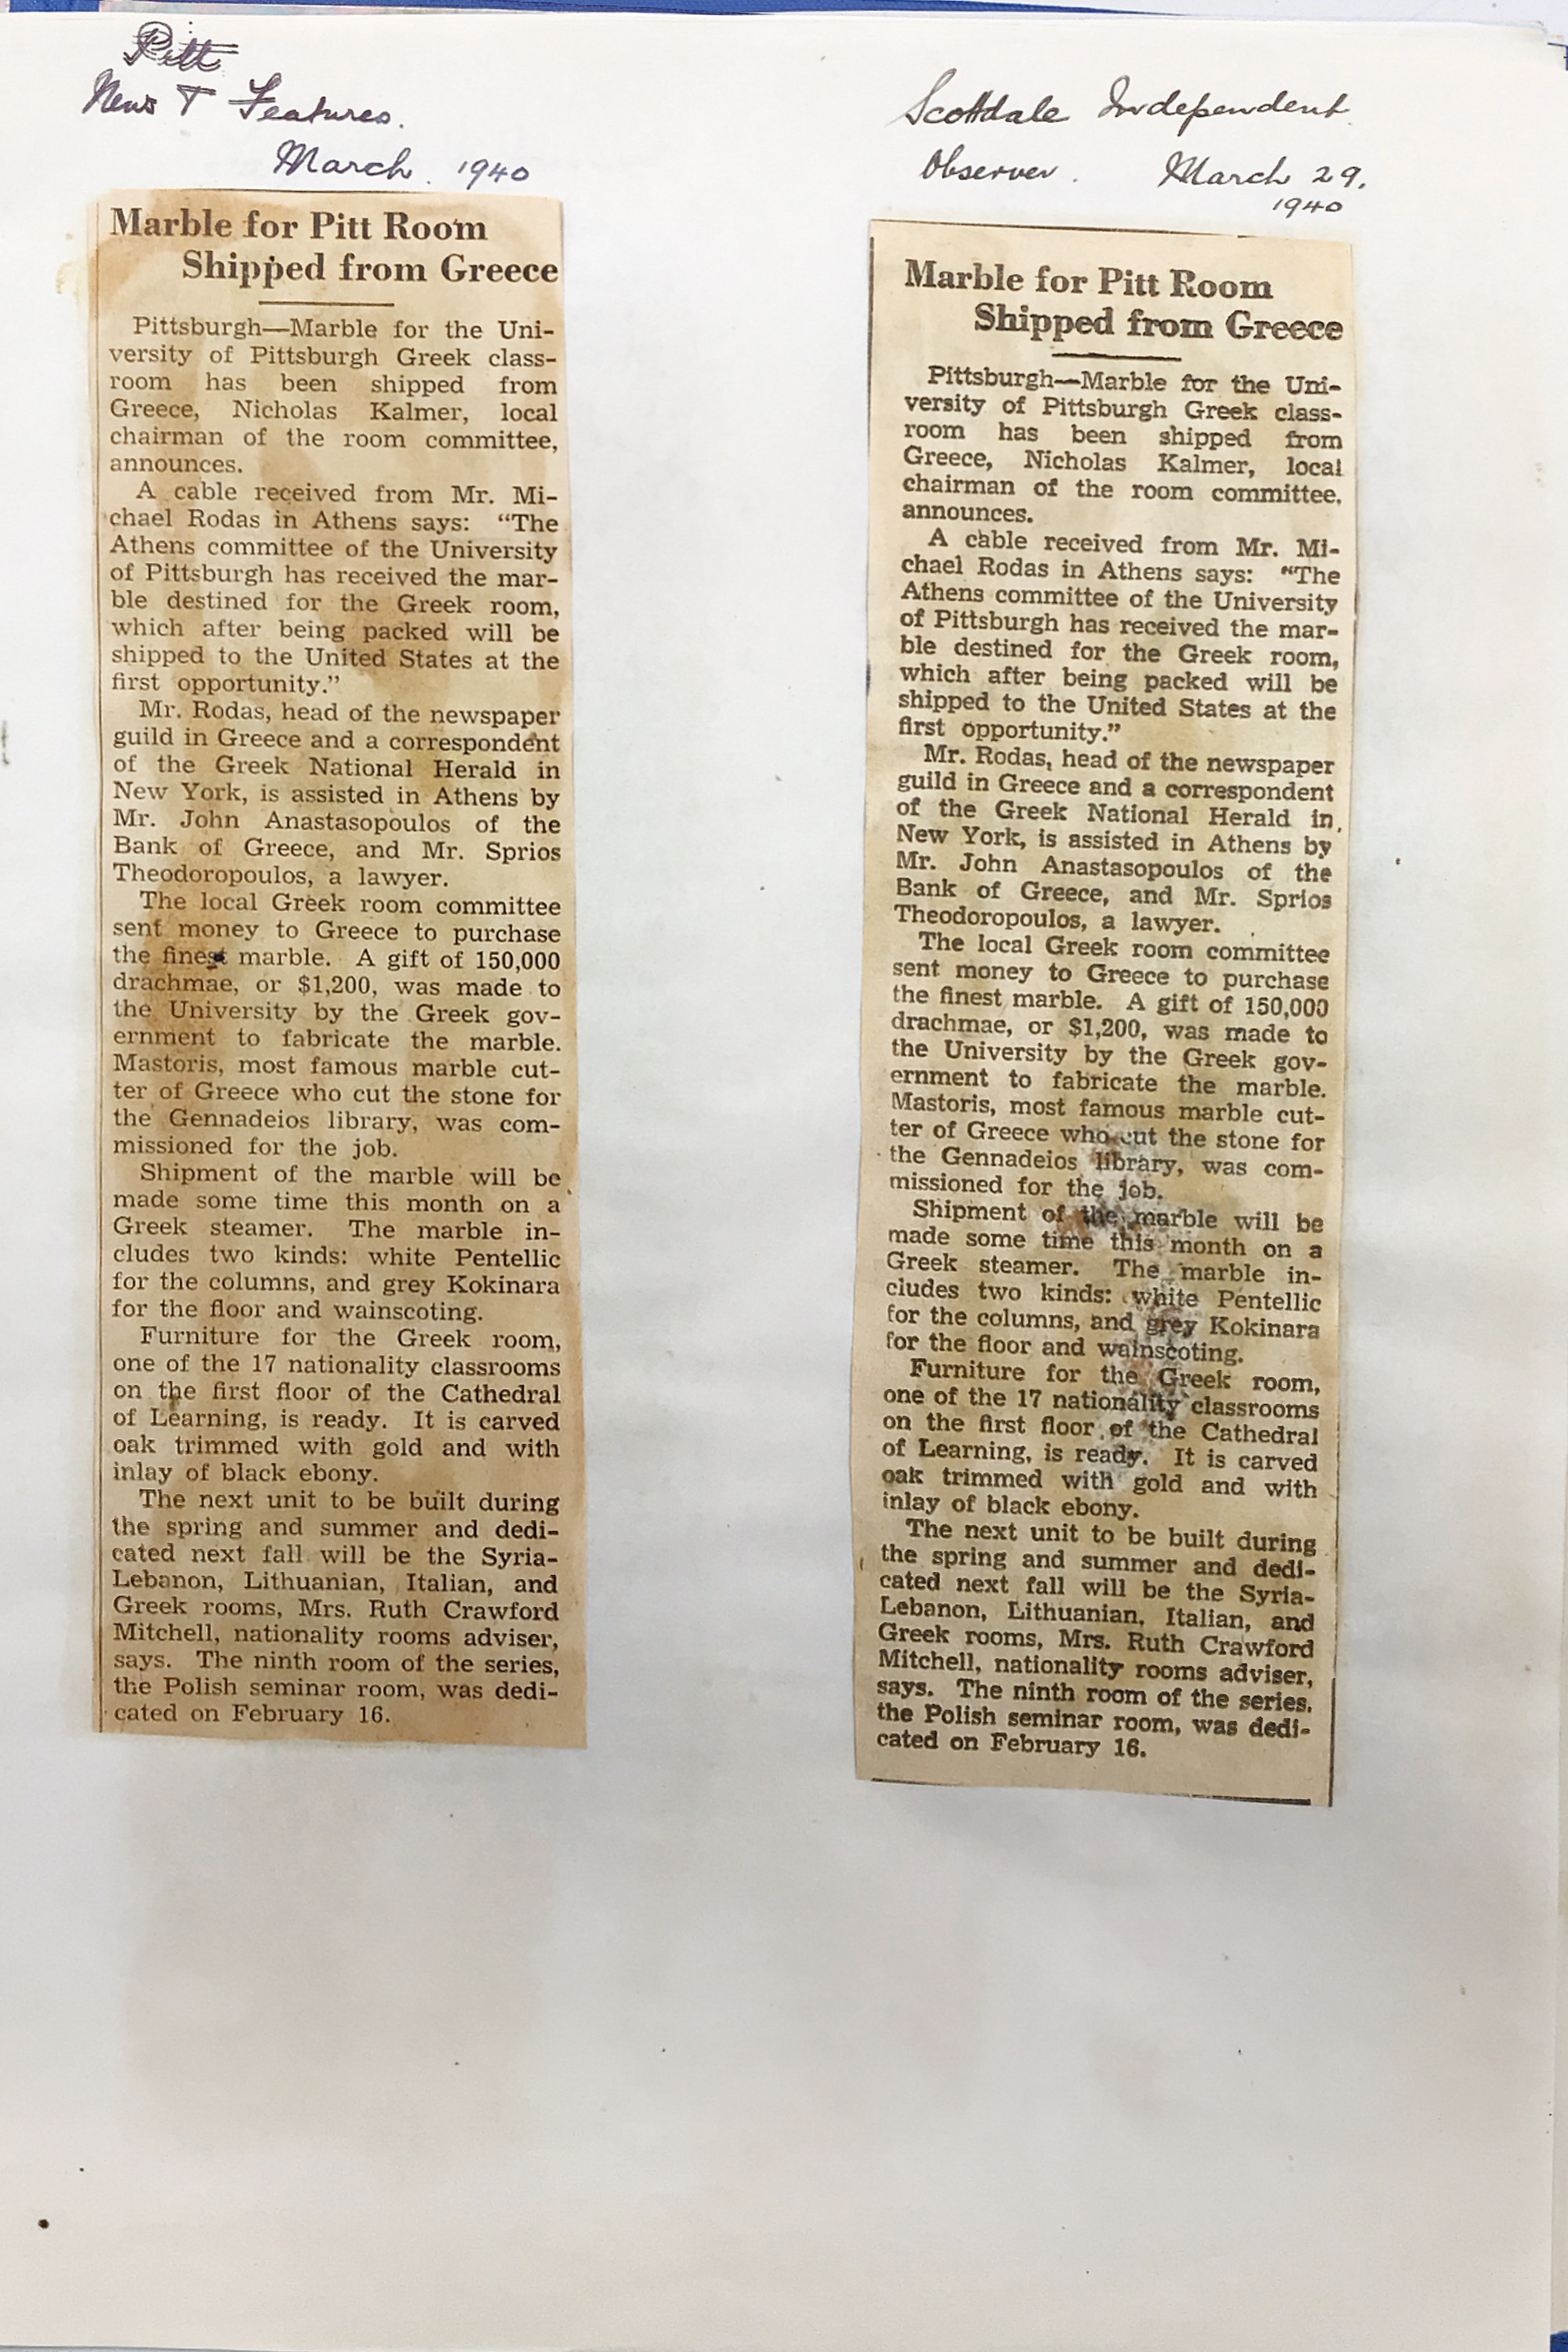 Pitt
News T Features.
March. 1940
Marble for Pitt Room
Shipped from Greece
Pittsburgh—Marble for the Uni-
versity of Pittsburgh Greek class-
room has been shipped from
Greece, Nicholas Kalmer, local
chairman of the room committee,
announces.
A cable received from Mr. Mi-
chael Rodas in Athens says: “The
Athens committee of the University
of Pittsburgh has received the mar-
ble destined for the Greek room,
which after being packed will be
shipped to the United States at the
first opportunity.”
Mr. Rodas, head of the newspaper
guild in Greece and a correspondent
of the Greek National Herald in
New York, is assisted in Athens by
Mr. John Anastasopoulos of the
Bank of Greece, and Mr. Sprios
Theodoropoulos, a lawyer.
The local Greek room committee
sent money to Greece to purchase
the finest marble. A gift of 150,000
drachmae, or $1,200, was made to
the University by the Greek gov-
ernment to fabricate the marble.
Mastoris, most famous marble cut-
ter of Greece who cut the stone for
the Gennadeios library, was com-
missioned for the job.
Shipment of the marble will be
made some time this month on a
Greek steamer. The marble in-
cludes two kinds: white Pentellic
for the columns, and grey Kokinara
for the floor and wainscoting.
Furniture for the Greek room,
one of the 17 nationality classrooms
on the first floor of the Cathedral
of Learning, is ready. It is carved
oak trimmed with gold and with
inlay of black ebony.
The next unit to be built during
the spring and summer and dedi-
cated next fall will be the Syria-
Lebanon, Lithuanian, Italian, and
Greek rooms, Mrs. Ruth Crawford
Mitchell, nationality rooms adviser,
says. The ninth room of the series,
the Polish seminar room, was dedi-
cated on February 16.
Scottdale Independent
Observer. March 29.
1940
Marble for Pitt Room
Shipped from Greece
Pittsburgh—Marble for the Uni-
versity of Pittsburgh Greek class-
room has been shipped from
Greece, Nicholas Kalmer, local
chairman of the room committee,
announces.
A cable received from Mr. Mi-
chael Rodas in Athens says: “The
Athens committee of the University
of Pittsburgh has received the mar-
ble destined for the Greek room,
which after being packed will be
shipped to the United States at the
first opportunity.”
Mr. Rodas, head of the newspaper
guild in Greece and a correspondent
of the Greek National Herald in
New York, is assisted in Athens by
Mr. John Anastasopoulos of the
Bank of Greece, and Mr. Sprios
Theodoropoulos, a lawyer.
The local Greek room committee
sent money to Greece to purchase
the finest marble. A gift of 150,000
drachmae, or $1,200, was made to
the University by the Greek gov-
ernment to fabricate the marble.
Mastoris, most famous marble cut-
ter of Greece who cut the stone for
the Gennadeios library, was com-
missioned for the job.
Shipment of the marble will be
made some time this month on a
Greek steamer. The marble in-
cludes two kinds: white Pentellic
for the columns, and grey Kokinara
for the floor and wainscoting.
Furniture for the Greek room,
one of the 17 nationality classrooms
on the first floor of the Cathedral
of Learning, is ready. It is carved
oak trimmed with gold and with
inlay of black ebony.
The next unit to be built during
the spring and summer and dedi-
cated next fall will be the Syria-
Lebanon, Lithuanian, Italian, and
Greek rooms, Mrs. Ruth Crawford
Mitchell, nationality rooms adviser,
says. The ninth room of the series,
the Polish seminar room, was dedi-
cated on February 16.